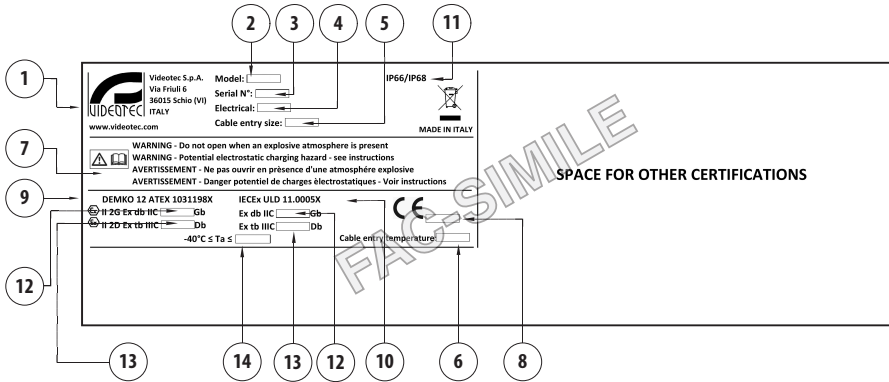 2 3 4 5 11
1
VIDEOTEC
www.videotec.com
Videotec S.p.A.
Via Friuli 6
36015 Schio (VI)
ITALY
Model:
Serial N°:
Electrical:
Cable entry size:
IP66/IP68
MADE IN ITALY
7
WARNING - Do not open when an explosive atmosphere is present
WARNING - Potential electrostatic charging hazard - see instructions
AVERTISSEMENT - Ne pas ouvrir en prèsence d'une atmosphére explosive
AVERTISSEMENT - Danger potentiel de charges èlectrostatiques - Voir instructions
9
DEMKO 12 ATEX 1031198X
II 2G Ex db IIC Gb
II 2D Ex tb IIIC Db
IECEx ULD 11.0005X
Ex db IIC Gb
Ex tb IIIC Db
CE
-40°C ≤ Ta ≤
Cable entry temperature:
FAC-SIMILE
SPACE FOR OTHER CERTIFICATIONS
12
13 14 13 12 10 6 8